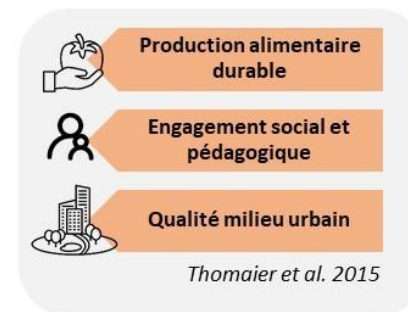 Production alimentaire
durable
Engagement social et
pédagogique
Qualité milieu urbain
Thomaier et al. 2015